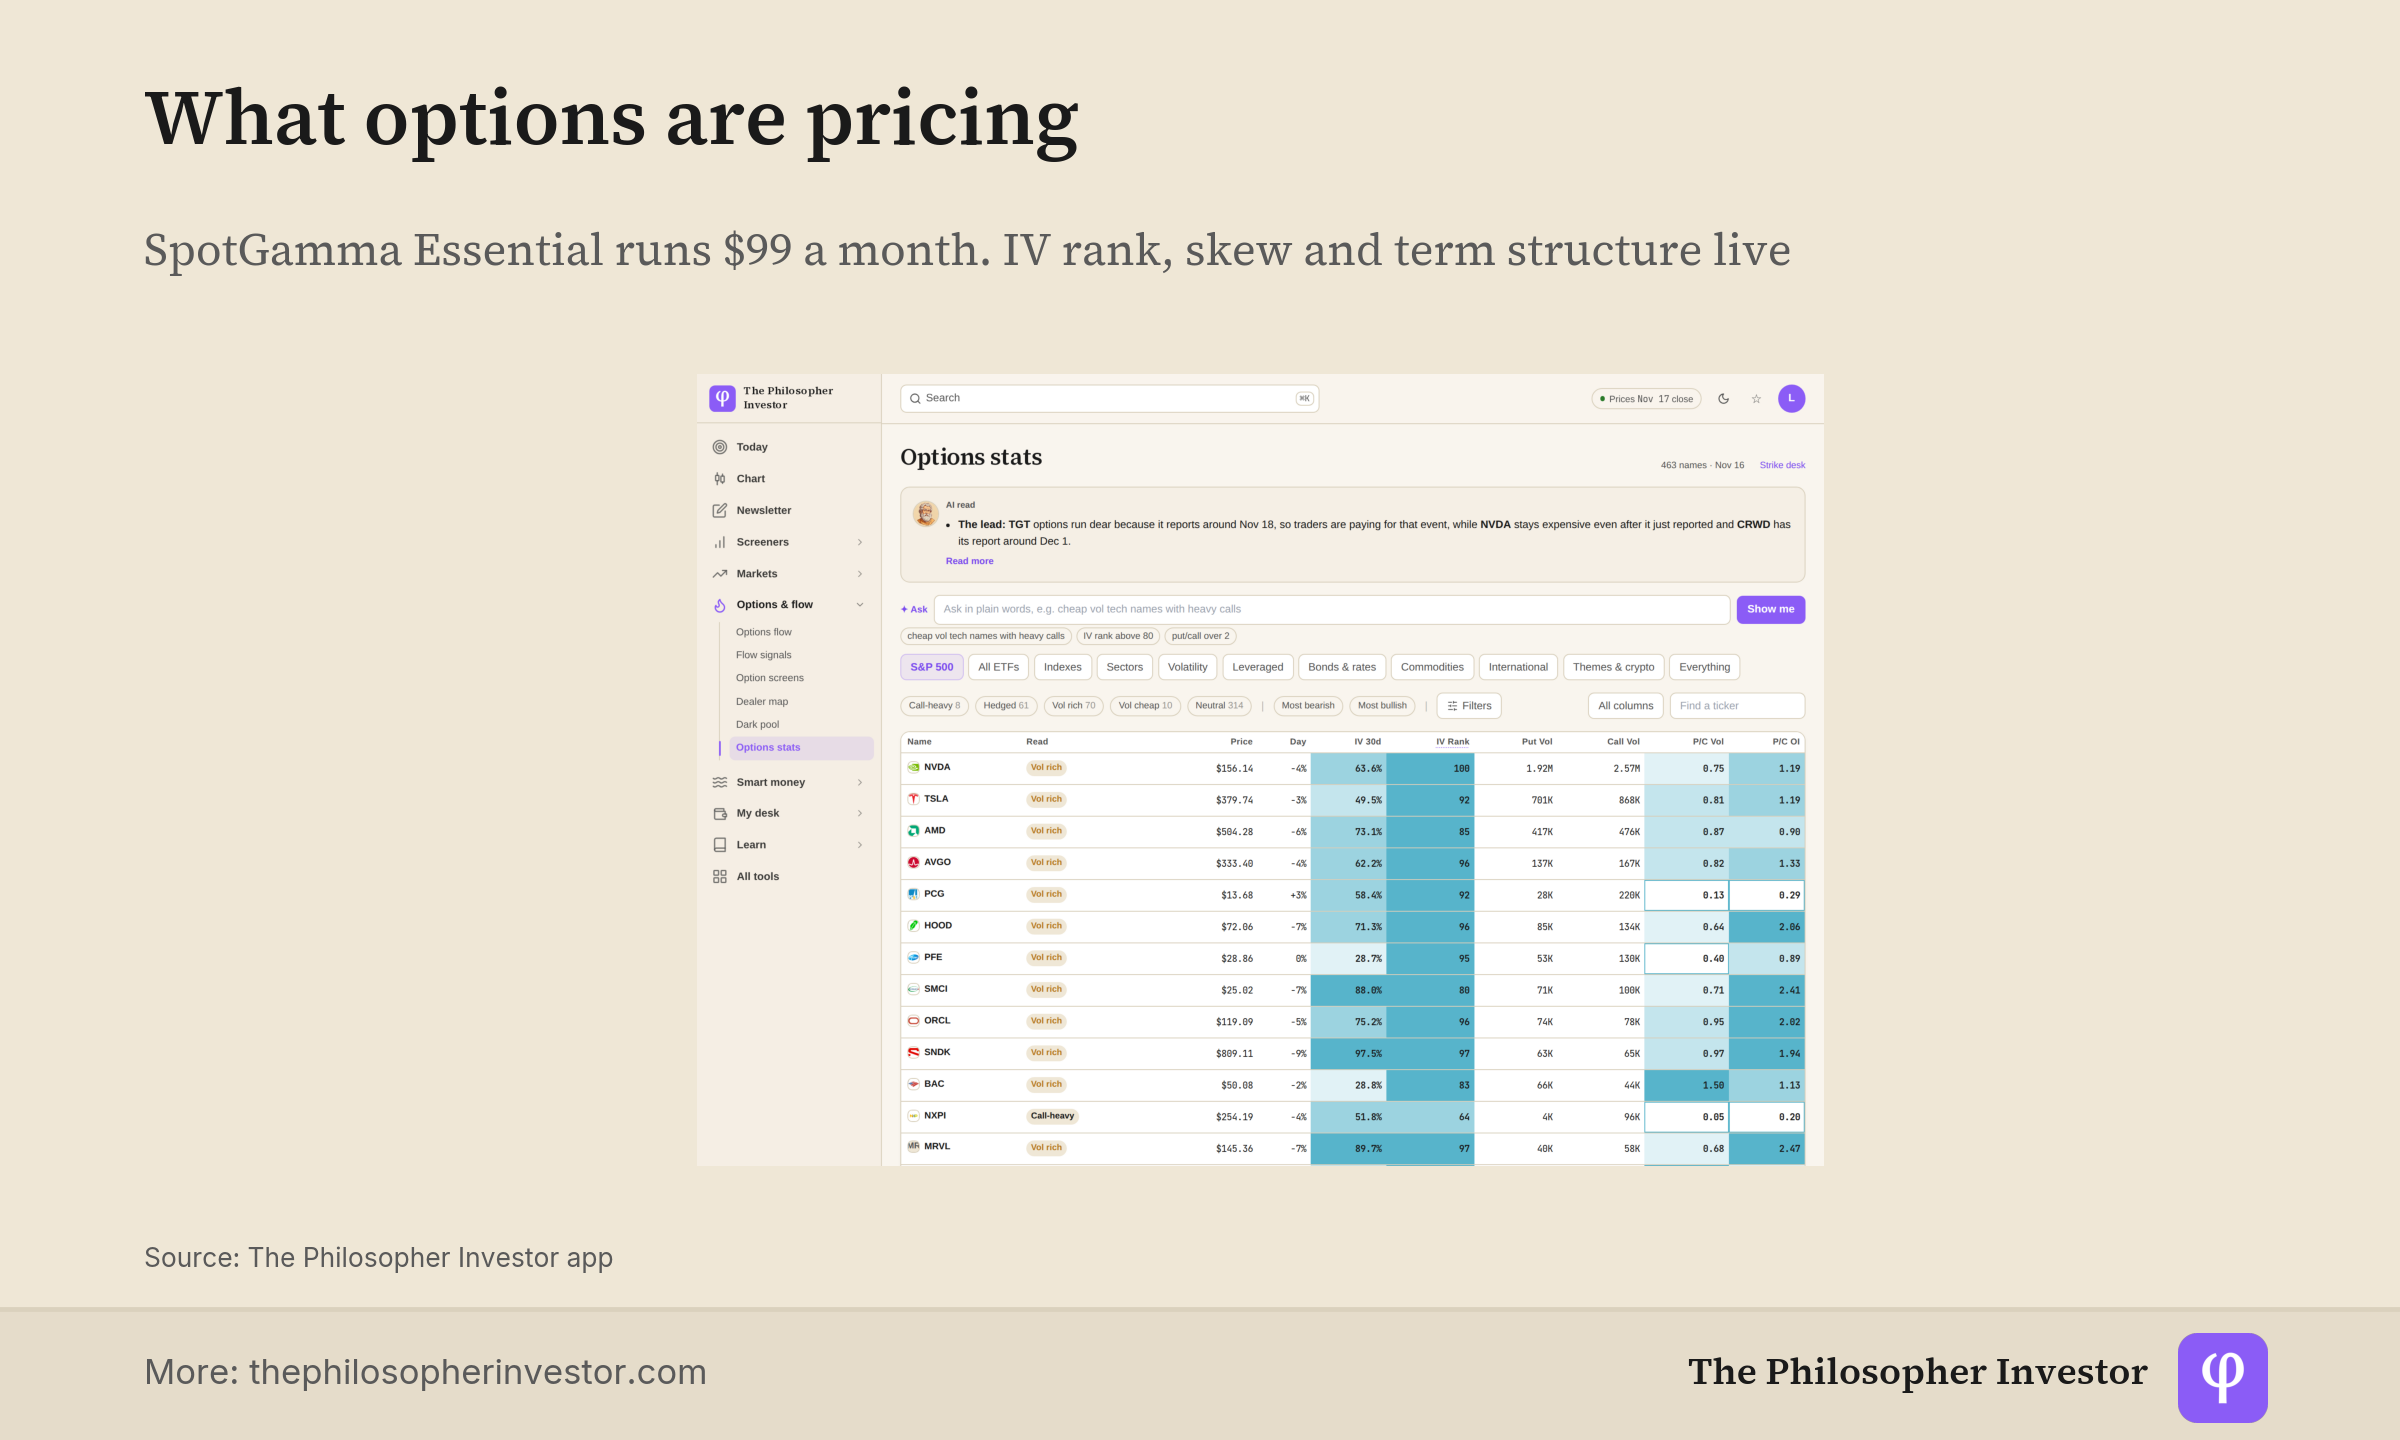 What options are pricing
SpotGamma Essential runs $99 a month. IV rank, skew and term structure live
φ The Philosopher
Investor
Search ⌘K
Prices Nov 17 close
☆
L
Today
Chart
Newsletter
Screeners
Markets
Options & flow
Options flow
Flow signals
Option screens
Dealer map
Dark pool
Options stats
Smart money
My desk
Learn
All tools
Options stats
463 names · Nov 16 Strike desk
AI read
• The lead: TGT options run dear because it reports around Nov 18, so traders are paying for that event, while NVDA stays expensive even after it just reported and CRWD has
its report around Dec 1.
Read more
✦ Ask Ask in plain words, e.g. cheap vol tech names with heavy calls Show me
cheap vol tech names with heavy calls IV rank above 80 put/call over 2
S&P 500 All ETFs Indexes Sectors Volatility Leveraged Bonds & rates Commodities International Themes & crypto Everything
Call-heavy 8 Hedged 61 Vol rich 70 Vol cheap 10 Neutral 314 | Most bearish Most bullish | Filters All columns Find a ticker
Name Read Price Day IV 30d IV Rank Put Vol Call Vol P/C Vol P/C OI
NVDA Vol rich $156.14 -4% 63.6% 100 1.92M 2.57M 0.75 1.19
TSLA Vol rich $379.74 -3% 49.5% 92 701K 868K 0.81 1.19
AMD Vol rich $504.28 -6% 73.1% 85 417K 476K 0.87 0.90
AVGO Vol rich $333.40 -4% 62.2% 96 137K 167K 0.82 1.33
PCG Vol rich $13.68 +3% 58.4% 92 28K 220K 0.13 0.29
HOOD Vol rich $72.06 -7% 71.3% 96 85K 134K 0.64 2.06
PFE Vol rich $28.86 0% 28.7% 95 53K 130K 0.40 0.89
SMCI Vol rich $25.02 -7% 88.0% 80 71K 100K 0.71 2.41
ORCL Vol rich $119.09 -5% 75.2% 96 74K 78K 0.95 2.02
SNDK Vol rich $809.11 -9% 97.5% 97 63K 65K 0.97 1.94
BAC Vol rich $50.08 -2% 28.8% 83 66K 44K 1.50 1.13
NXPI Call-heavy $254.19 -4% 51.8% 64 4K 96K 0.05 0.20
MRVL Vol rich $145.36 -7% 89.7% 97 40K 58K 0.68 2.47
Source: The Philosopher Investor app
More: thephilosopherinvestor.com
The Philosopher Investor φ